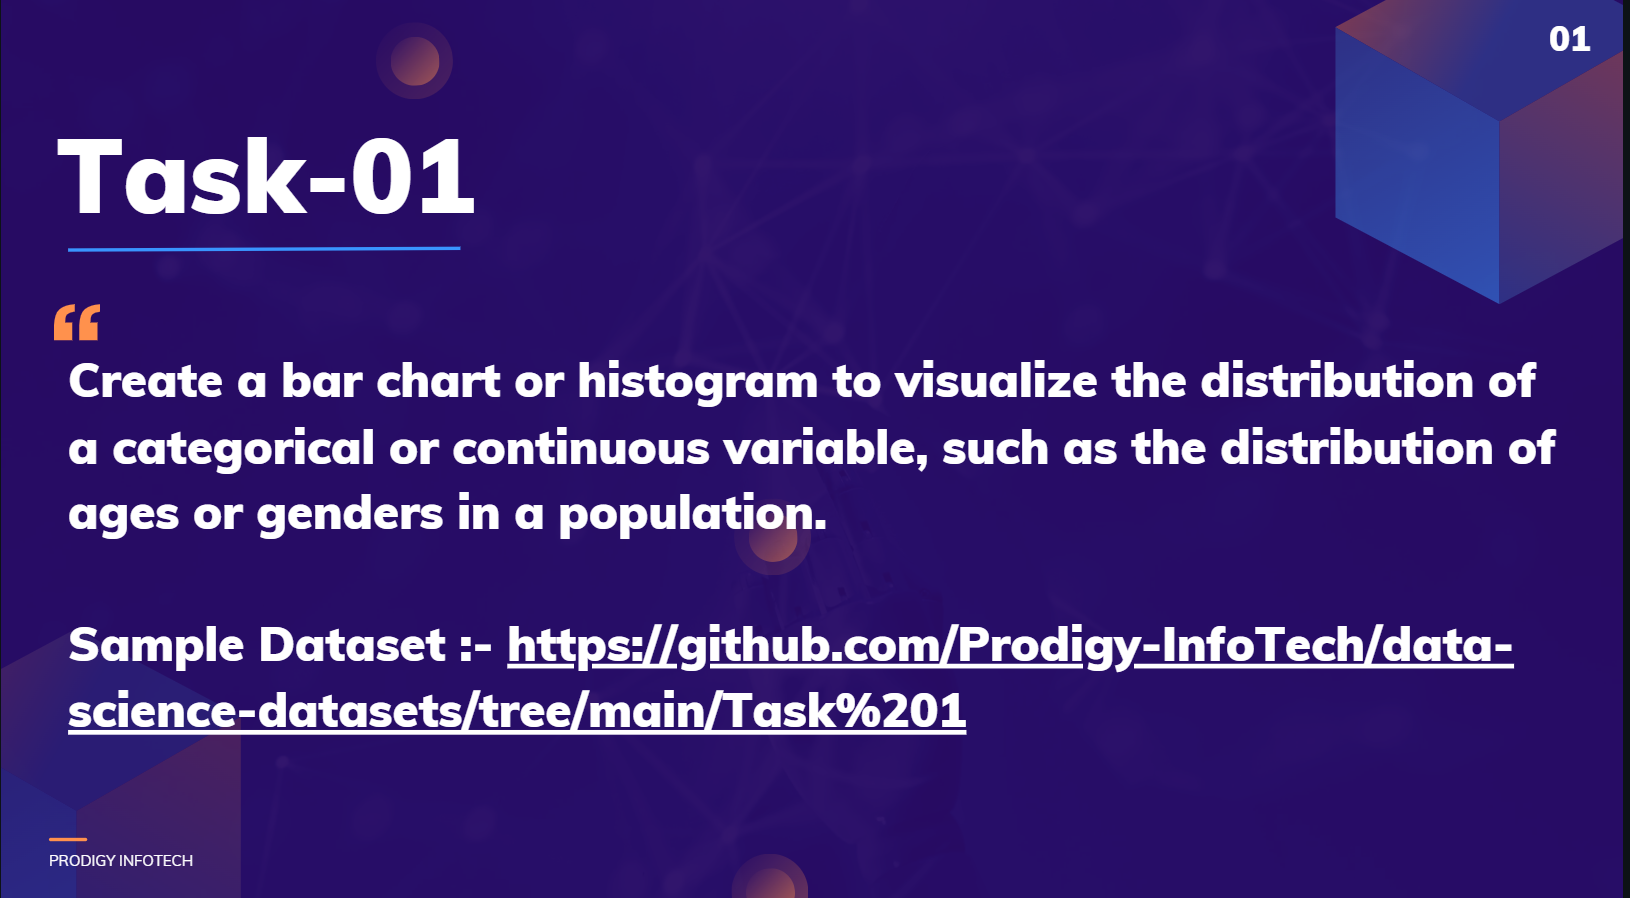 01
Task-01
“
Create a bar chart or histogram to visualize the distribution of
a categorical or continuous variable, such as the distribution of
ages or genders in a population.
Sample Dataset :- https://github.com/Prodigy-InfoTech/data-
science-datasets/tree/main/Task%201
PRODIGY INFOTECH